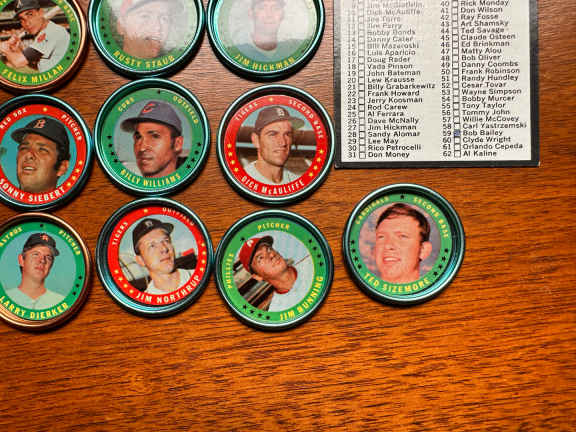 FELIX MILLAN
RUSTY STAUB
JIM HICKMAN
RED SOX PITCHER
SONNY SIEBERT
CUBS OUTFIELD
BILLY WILLIAMS
TIGERS SECOND BASE
DICK McAULIFFE
ASTROS PITCHER
LARRY DIERKER
TIGERS OUTFIELD
JIM NORTHRUP
PHILLIES PITCHER
JIM BUNNING
CARDINALS SECOND BASE
TED SIZEMORE
Jim McGlothlin
12 Dick McAuliffe
13 Joe Torre
Jim Perry
Bobby Bonds
Danny Cater
15 Bill Mazeroski
Luis Aparicio
17 Doug Rader
18 Vada Pinson
19 John Bateman
20 Lew Krausse
21 Billy Grabarkewitz
22 Frank Howard
23 Jerry Koosman
24 Rod Carew
25 Al Ferrara
26 Dave McNally
27 Jim Hickman
28 Sandy Alomar
29 Lee May
30 Rico Petrocelli
31 Don Money
40 Rick Monday
41 Don Wilson
42 Ray Fosse
43 Art Shamsky
44 Ted Savage
45 Claude Osteen
46 Ed Brinkman
47 Matty Alou
48 Bob Oliver
49 Danny Coombs
50 Frank Robinson
51 Randy Hundley
52 Cesar Tovar
53 Wayne Simpson
54 Bobby Murcer
55 Tony Taylor
56 Tommy John
57 Willie McCovey
58 Carl Yastrzemski
59 Bob Bailey
60 Clyde Wright
61 Orlando Cepeda
62 Al Kaline